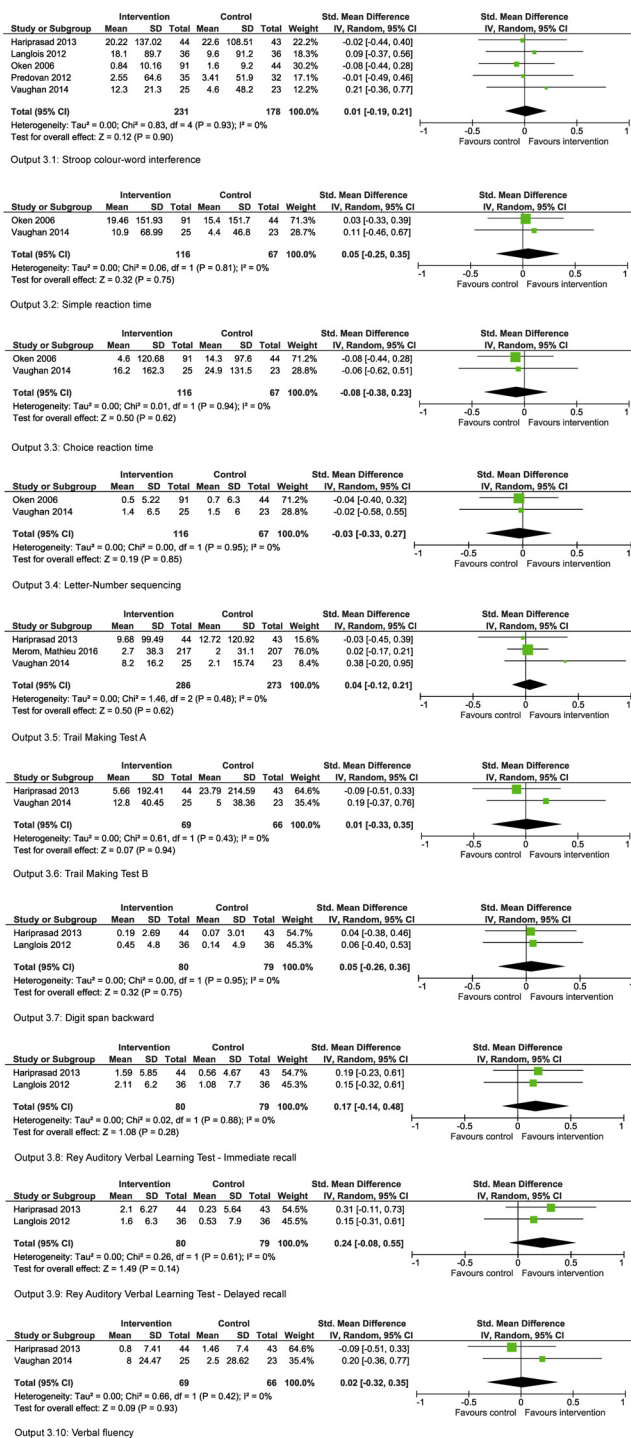 Intervention Control Std. Mean Difference Std. Mean Difference
Study or Subgroup Mean SD Total Mean SD Total Weight IV, Random, 95% CI IV, Random, 95% CI
Hariprasad 2013 20.22 137.02 44 22.6 108.51 43 22.2% -0.02 (-0.44, 0.40)
Langlois 2012 18.1 89.7 36 9.6 91.2 36 18.3% 0.09 (-0.37, 0.56)
Oken 2006 0.84 10.16 91 1.6 9.2 44 30.2% -0.08 (-0.44, 0.28)
Predovan 2012 2.55 64.6 35 3.41 51.9 32 17.1% -0.01 (-0.49, 0.46)
Vaughan 2014 12.3 21.3 25 4.6 48.2 23 12.2% 0.21 (-0.36, 0.77)
Total (95% CI) 231 178 100.0% 0.01 (-0.19, 0.21)
Heterogeneity: Tau² = 0.00; Chi² = 0.83, df = 4 (P = 0.93); I² = 0%
Test for overall effect: Z = 0.12 (P = 0.90)
-1 -0.5 0 0.5 1
Favours control Favours intervention
Output 3.1: Stroop colour-word interference
Intervention Control Std. Mean Difference Std. Mean Difference
Study or Subgroup Mean SD Total Mean SD Total Weight IV, Random, 95% CI IV, Random, 95% CI
Oken 2006 19.46 151.93 91 15.4 151.7 44 71.3% 0.03 (-0.33, 0.39)
Vaughan 2014 10.9 68.99 25 4.4 46.8 23 28.7% 0.11 (-0.46, 0.67)
Total (95% CI) 116 67 100.0% 0.05 (-0.25, 0.35)
Heterogeneity: Tau² = 0.00; Chi² = 0.06, df = 1 (P = 0.81); I² = 0%
Test for overall effect: Z = 0.32 (P = 0.75)
-1 -0.5 0 0.5 1
Favours control Favours intervention
Output 3.2: Simple reaction time
Intervention Control Std. Mean Difference Std. Mean Difference
Study or Subgroup Mean SD Total Mean SD Total Weight IV, Random, 95% CI IV, Random, 95% CI
Oken 2006 4.6 120.68 91 14.3 97.6 44 71.2% -0.08 (-0.44, 0.28)
Vaughan 2014 16.2 162.3 25 24.9 131.5 23 28.8% -0.06 (-0.62, 0.51)
Total (95% CI) 116 67 100.0% -0.08 (-0.38, 0.23)
Heterogeneity: Tau² = 0.00; Chi² = 0.01, df = 1 (P = 0.94); I² = 0%
Test for overall effect: Z = 0.50 (P = 0.62)
-1 -0.5 0 0.5 1
Favours control Favours intervention
Output 3.3: Choice reaction time
Intervention Control Std. Mean Difference Std. Mean Difference
Study or Subgroup Mean SD Total Mean SD Total Weight IV, Random, 95% CI IV, Random, 95% CI
Oken 2006 0.5 5.22 91 0.7 6.3 44 71.2% -0.04 (-0.40, 0.32)
Vaughan 2014 1.4 6.5 25 1.5 6 23 28.8% -0.02 (-0.58, 0.55)
Total (95% CI) 116 67 100.0% -0.03 (-0.33, 0.27)
Heterogeneity: Tau² = 0.00; Chi² = 0.00, df = 1 (P = 0.95); I² = 0%
Test for overall effect: Z = 0.19 (P = 0.85)
-1 -0.5 0 0.5 1
Favours control Favours intervention
Output 3.4: Letter-Number sequencing
Intervention Control Std. Mean Difference Std. Mean Difference
Study or Subgroup Mean SD Total Mean SD Total Weight IV, Random, 95% CI IV, Random, 95% CI
Hariprasad 2013 9.68 99.49 44 12.72 120.92 43 15.6% -0.03 (-0.45, 0.39)
Merom, Mathieu 2016 2.7 38.3 217 2 31.1 207 76.0% 0.02 (-0.17, 0.21)
Vaughan 2014 8.2 16.2 25 2.1 15.74 23 8.4% 0.38 (-0.20, 0.95)
Total (95% CI) 286 273 100.0% 0.04 (-0.12, 0.21)
Heterogeneity: Tau² = 0.00; Chi² = 1.46, df = 2 (P = 0.48); I² = 0%
Test for overall effect: Z = 0.50 (P = 0.62)
-1 -0.5 0 0.5 1
Favours control Favours intervention
Output 3.5: Trail Making Test A
Intervention Control Std. Mean Difference Std. Mean Difference
Study or Subgroup Mean SD Total Mean SD Total Weight IV, Random, 95% CI IV, Random, 95% CI
Hariprasad 2013 5.66 192.41 44 23.79 214.59 43 64.6% -0.09 (-0.51, 0.33)
Vaughan 2014 12.8 40.45 25 5 38.36 23 35.4% 0.19 (-0.37, 0.76)
Total (95% CI) 69 66 100.0% 0.01 (-0.33, 0.35)
Heterogeneity: Tau² = 0.00; Chi² = 0.61, df = 1 (P = 0.43); I² = 0%
Test for overall effect: Z = 0.07 (P = 0.94)
-1 -0.5 0 0.5 1
Favours control Favours intervention
Output 3.6: Trail Making Test B
Intervention Control Std. Mean Difference Std. Mean Difference
Study or Subgroup Mean SD Total Mean SD Total Weight IV, Random, 95% CI IV, Random, 95% CI
Hariprasad 2013 0.19 2.69 44 0.07 3.01 43 54.7% 0.04 (-0.38, 0.46)
Langlois 2012 0.45 4.8 36 0.14 4.9 36 45.3% 0.06 (-0.40, 0.53)
Total (95% CI) 80 79 100.0% 0.05 (-0.26, 0.36)
Heterogeneity: Tau² = 0.00; Chi² = 0.00, df = 1 (P = 0.95); I² = 0%
Test for overall effect: Z = 0.32 (P = 0.75)
-1 -0.5 0 0.5 1
Favours control Favours intervention
Output 3.7: Digit span backward
Intervention Control Std. Mean Difference Std. Mean Difference
Study or Subgroup Mean SD Total Mean SD Total Weight IV, Random, 95% CI IV, Random, 95% CI
Hariprasad 2013 1.59 5.85 44 0.56 4.67 43 54.7% 0.19 (-0.23, 0.61)
Langlois 2012 2.11 6.2 36 1.08 7.7 36 45.3% 0.15 (-0.32, 0.61)
Total (95% CI) 80 79 100.0% 0.17 (-0.14, 0.48)
Heterogeneity: Tau² = 0.00; Chi² = 0.02, df = 1 (P = 0.88); I² = 0%
Test for overall effect: Z = 1.08 (P = 0.28)
-1 -0.5 0 0.5 1
Favours control Favours intervention
Output 3.8: Rey Auditory Verbal Learning Test - Immediate recall
Intervention Control Std. Mean Difference Std. Mean Difference
Study or Subgroup Mean SD Total Mean SD Total Weight IV, Random, 95% CI IV, Random, 95% CI
Hariprasad 2013 2.1 6.27 44 0.23 5.64 43 54.5% 0.31 (-0.11, 0.73)
Langlois 2012 1.6 6.3 36 0.53 7.9 36 45.5% 0.15 (-0.31, 0.61)
Total (95% CI) 80 79 100.0% 0.24 (-0.08, 0.55)
Heterogeneity: Tau² = 0.00; Chi² = 0.26, df = 1 (P = 0.61); I² = 0%
Test for overall effect: Z = 1.49 (P = 0.14)
-1 -0.5 0 0.5 1
Favours control Favours intervention
Output 3.9: Rey Auditory Verbal Learning Test - Delayed recall
Intervention Control Std. Mean Difference Std. Mean Difference
Study or Subgroup Mean SD Total Mean SD Total Weight IV, Random, 95% CI IV, Random, 95% CI
Hariprasad 2013 0.8 7.41 44 1.46 7.4 43 64.6% -0.09 (-0.51, 0.33)
Vaughan 2014 8 24.47 25 2.5 28.62 23 35.4% 0.20 (-0.36, 0.77)
Total (95% CI) 69 66 100.0% 0.02 (-0.32, 0.35)
Heterogeneity: Tau² = 0.00; Chi² = 0.66, df = 1 (P = 0.42); I² = 0%
Test for overall effect: Z = 0.09 (P = 0.93)
-1 -0.5 0 0.5 1
Favours control Favours intervention
Output 3.10: Verbal fluency